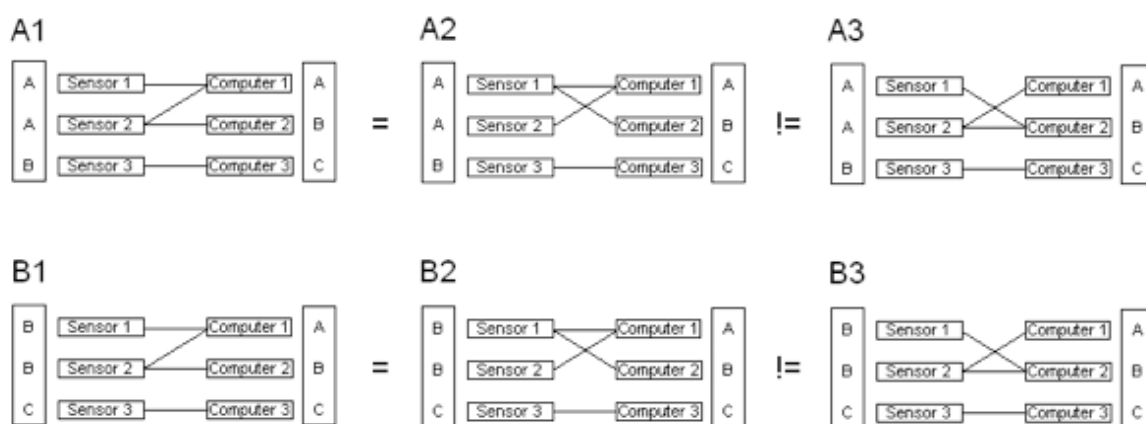 A1 A2 A3
A Sensor 1 Computer 1 A A Sensor 1 Computer 1 A A Sensor 1 Computer 1 A
A Sensor 2 Computer 2 B = A Sensor 2 Computer 2 B != A Sensor 2 Computer 2 B
B Sensor 3 Computer 3 C B Sensor 3 Computer 3 C B Sensor 3 Computer 3 C
B1 B2 B3
B Sensor 1 Computer 1 A B Sensor 1 Computer 1 A B Sensor 1 Computer 1 A
B Sensor 2 Computer 2 B = B Sensor 2 Computer 2 B != B Sensor 2 Computer 2 B
C Sensor 3 Computer 3 C C Sensor 3 Computer 3 C C Sensor 3 Computer 3 C